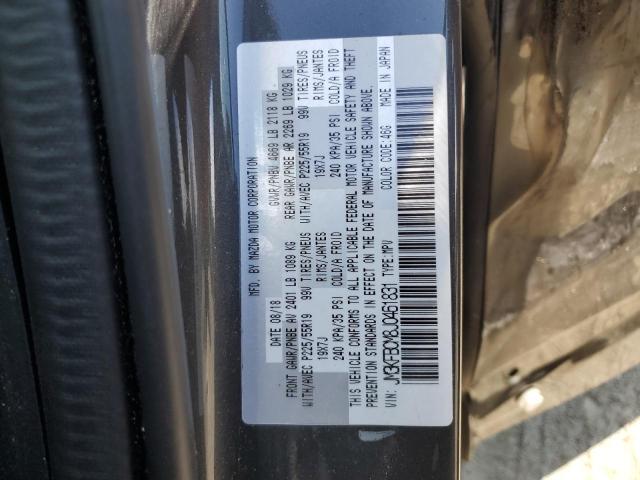 MFD. BY MAZDA MOTOR CORPORATION
DATE 08/18 GVWR/PNBV 4669 LB 2118 KG
FRONT GAWR/PNBE AV 2401 LB 1089 KG REAR GAWR/PNBE AR 2269 LB 1029 KG
WITH/AVEC P225/55R19 99V TIRES/PNEUS WITH/AVEC P225/55R19 99V TIRES/PNEUS
19X7J RIMS/JANTES 19X7J RIMS/JANTES
240 KPA/35 PSI COLD/A FROID 240 KPA/35 PSI COLD/A FROID
THIS VEHICLE CONFORMS TO ALL APPLICABLE FEDERAL MOTOR VEHICLE SAFETY AND THEFT
PREVENTION STANDARDS IN EFFECT ON THE DATE OF MANUFACTURE SHOWN ABOVE.
VIN: JM3KFBCM8J0461831 TYPE:MPV COLOR CODE:46G MADE IN JAPAN